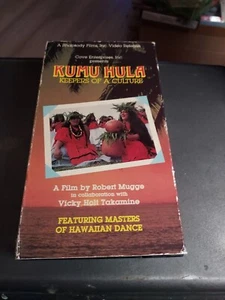 A Rhapsody Films, Inc. Video Release
Coca Enterprises Inc.
presents
KUMU HULA
KEEPERS OF A CULTURE
A Film by Robert Mugge
in collaboration with
Vicky Holt Takamine
FEATURING MASTERS
OF HAWAIIAN DANCE